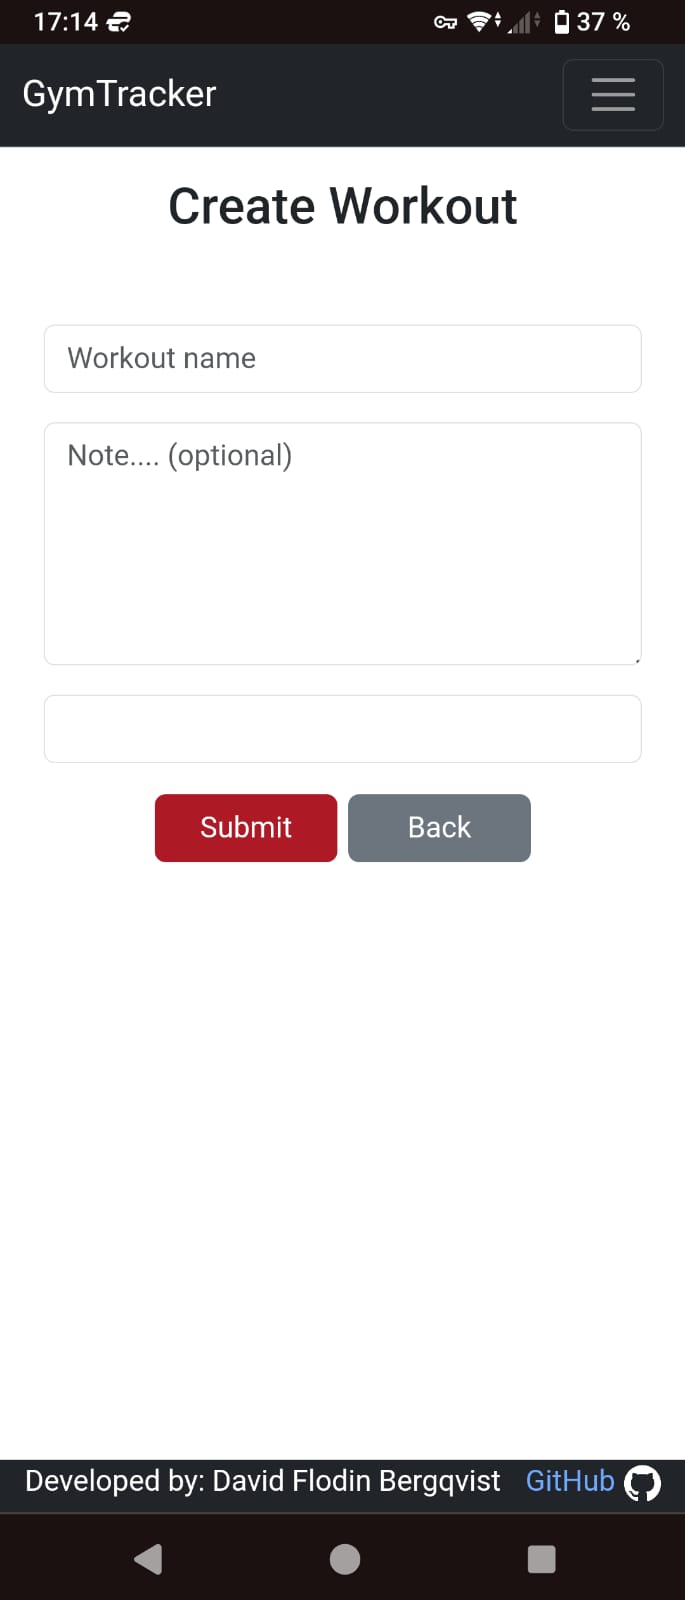 17:14 37 %
GymTracker
Create Workout
Workout name
Note.... (optional)
Submit Back
Developed by: David Flodin Bergqvist GitHub